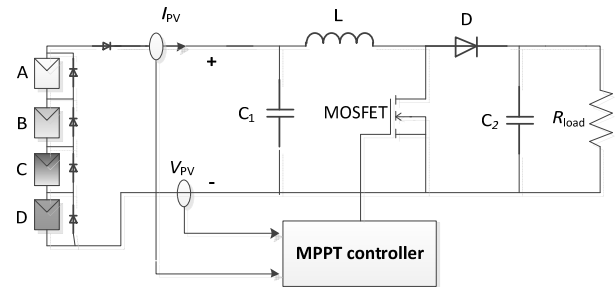 I_PV
L
D
A
+
B
C₁
MOSFET
C₂
R_load
C
V_PV
-
D
MPPT controller